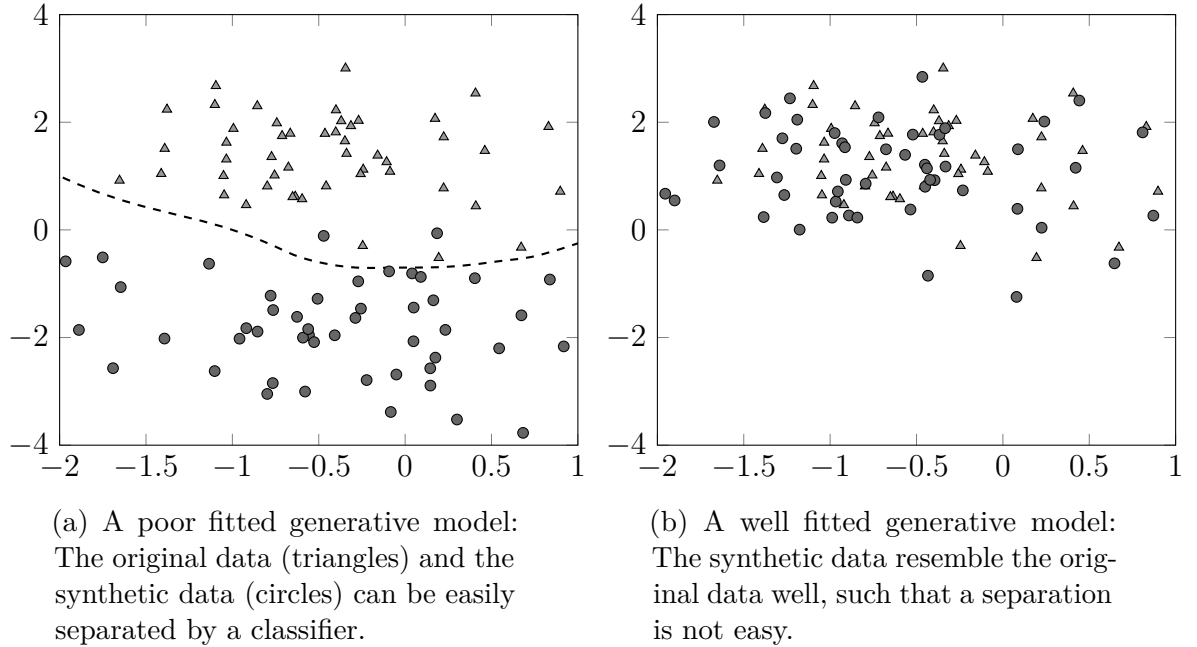 4
2
0
−2
−4
−2 −1.5 −1 −0.5 0 0.5 1
(a) A poor fitted generative model:
The original data (triangles) and the
synthetic data (circles) can be easily
separated by a classifier.
4
2
0
−2
−4
−2 −1.5 −1 −0.5 0 0.5 1
(b) A well fitted generative model:
The synthetic data resemble the orig-
inal data well, such that a separation
is not easy.